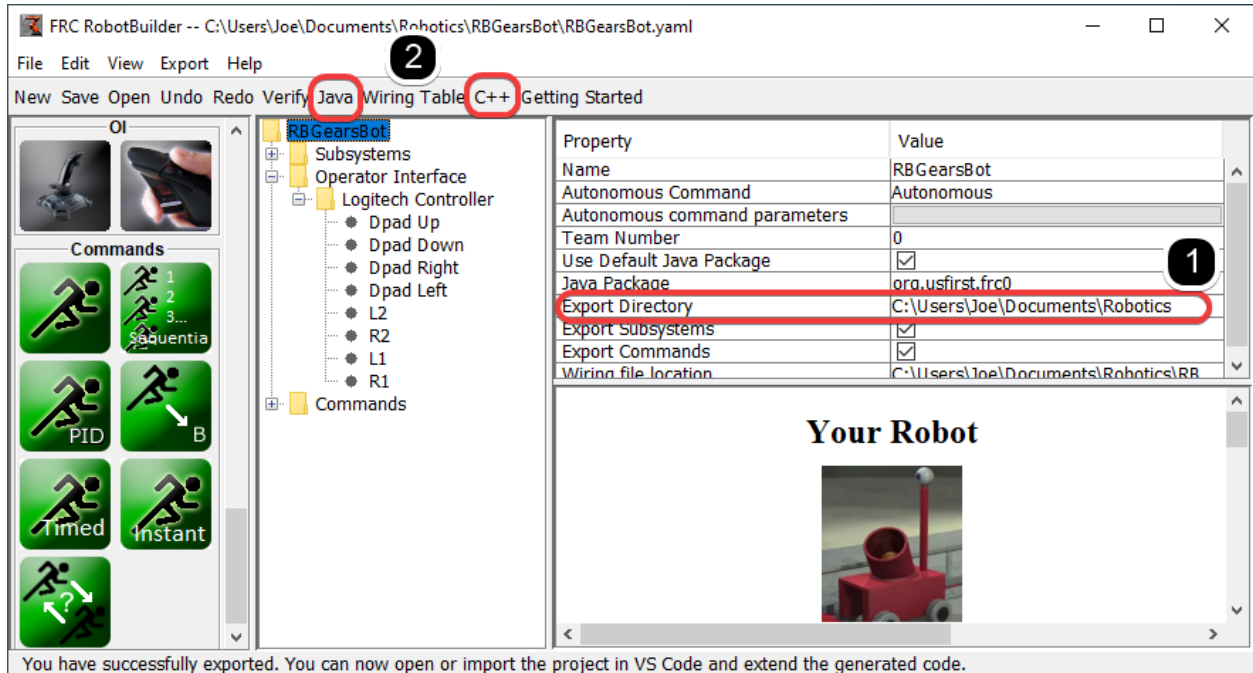 FRC RobotBuilder -- C:\Users\Joe\Documents\Robotics\RBGearsBot\RBGearsBot.yaml
File Edit View Export Help
2
New Save Open Undo Redo Verify Java Wiring Table C++ Getting Started
OI
Commands
1
2
3...
Sequentia
PID
B
Timed
Instant
?
RBGearsBot
Subsystems
Operator Interface
Logitech Controller
Dpad Up
Dpad Down
Dpad Right
Dpad Left
L2
R2
L1
R1
Commands
Property Value
Name RBGearsBot
Autonomous Command Autonomous
Autonomous command parameters
Team Number 0
Use Default Java Package
1
Java Package org.usfirst.frc0
Export Directory C:\Users\Joe\Documents\Robotics
Export Subsystems
Export Commands
Wiring file location C:\Users\Joe\Documents\Robotics\RB
Your Robot
You have successfully exported. You can now open or import the project in VS Code and extend the generated code.